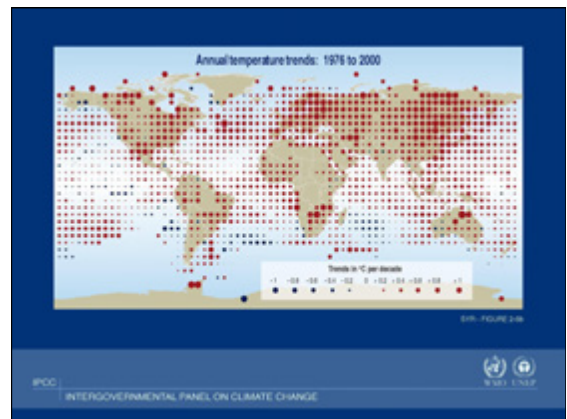 Annual temperature trends: 1976 to 2000
Trends in °C per decade
-1 -0.8 -0.6 -0.4 -0.2 0 +0.2 +0.4 +0.6 +0.8 +1
SYR - FIGURE 2-6b
WMO UNEP
IPCC
INTERGOVERNMENTAL PANEL ON CLIMATE CHANGE